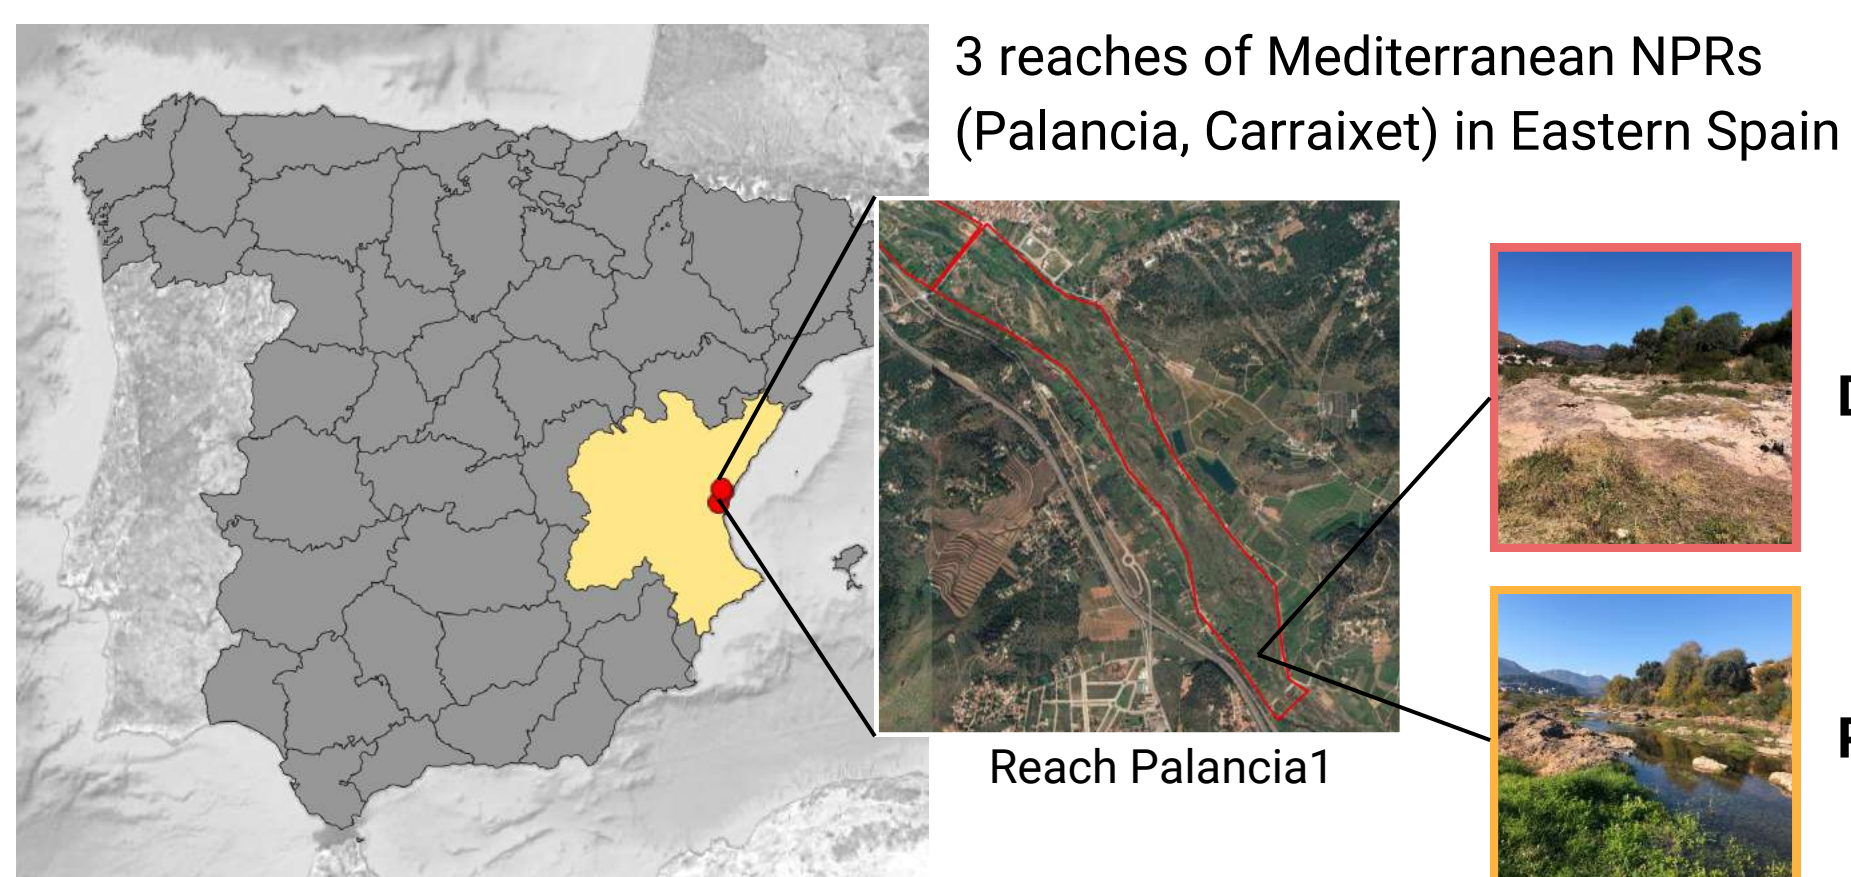 3 reaches of Mediterranean NPRs
(Palancia, Carraixet) in Eastern Spain
Reach Palancia1